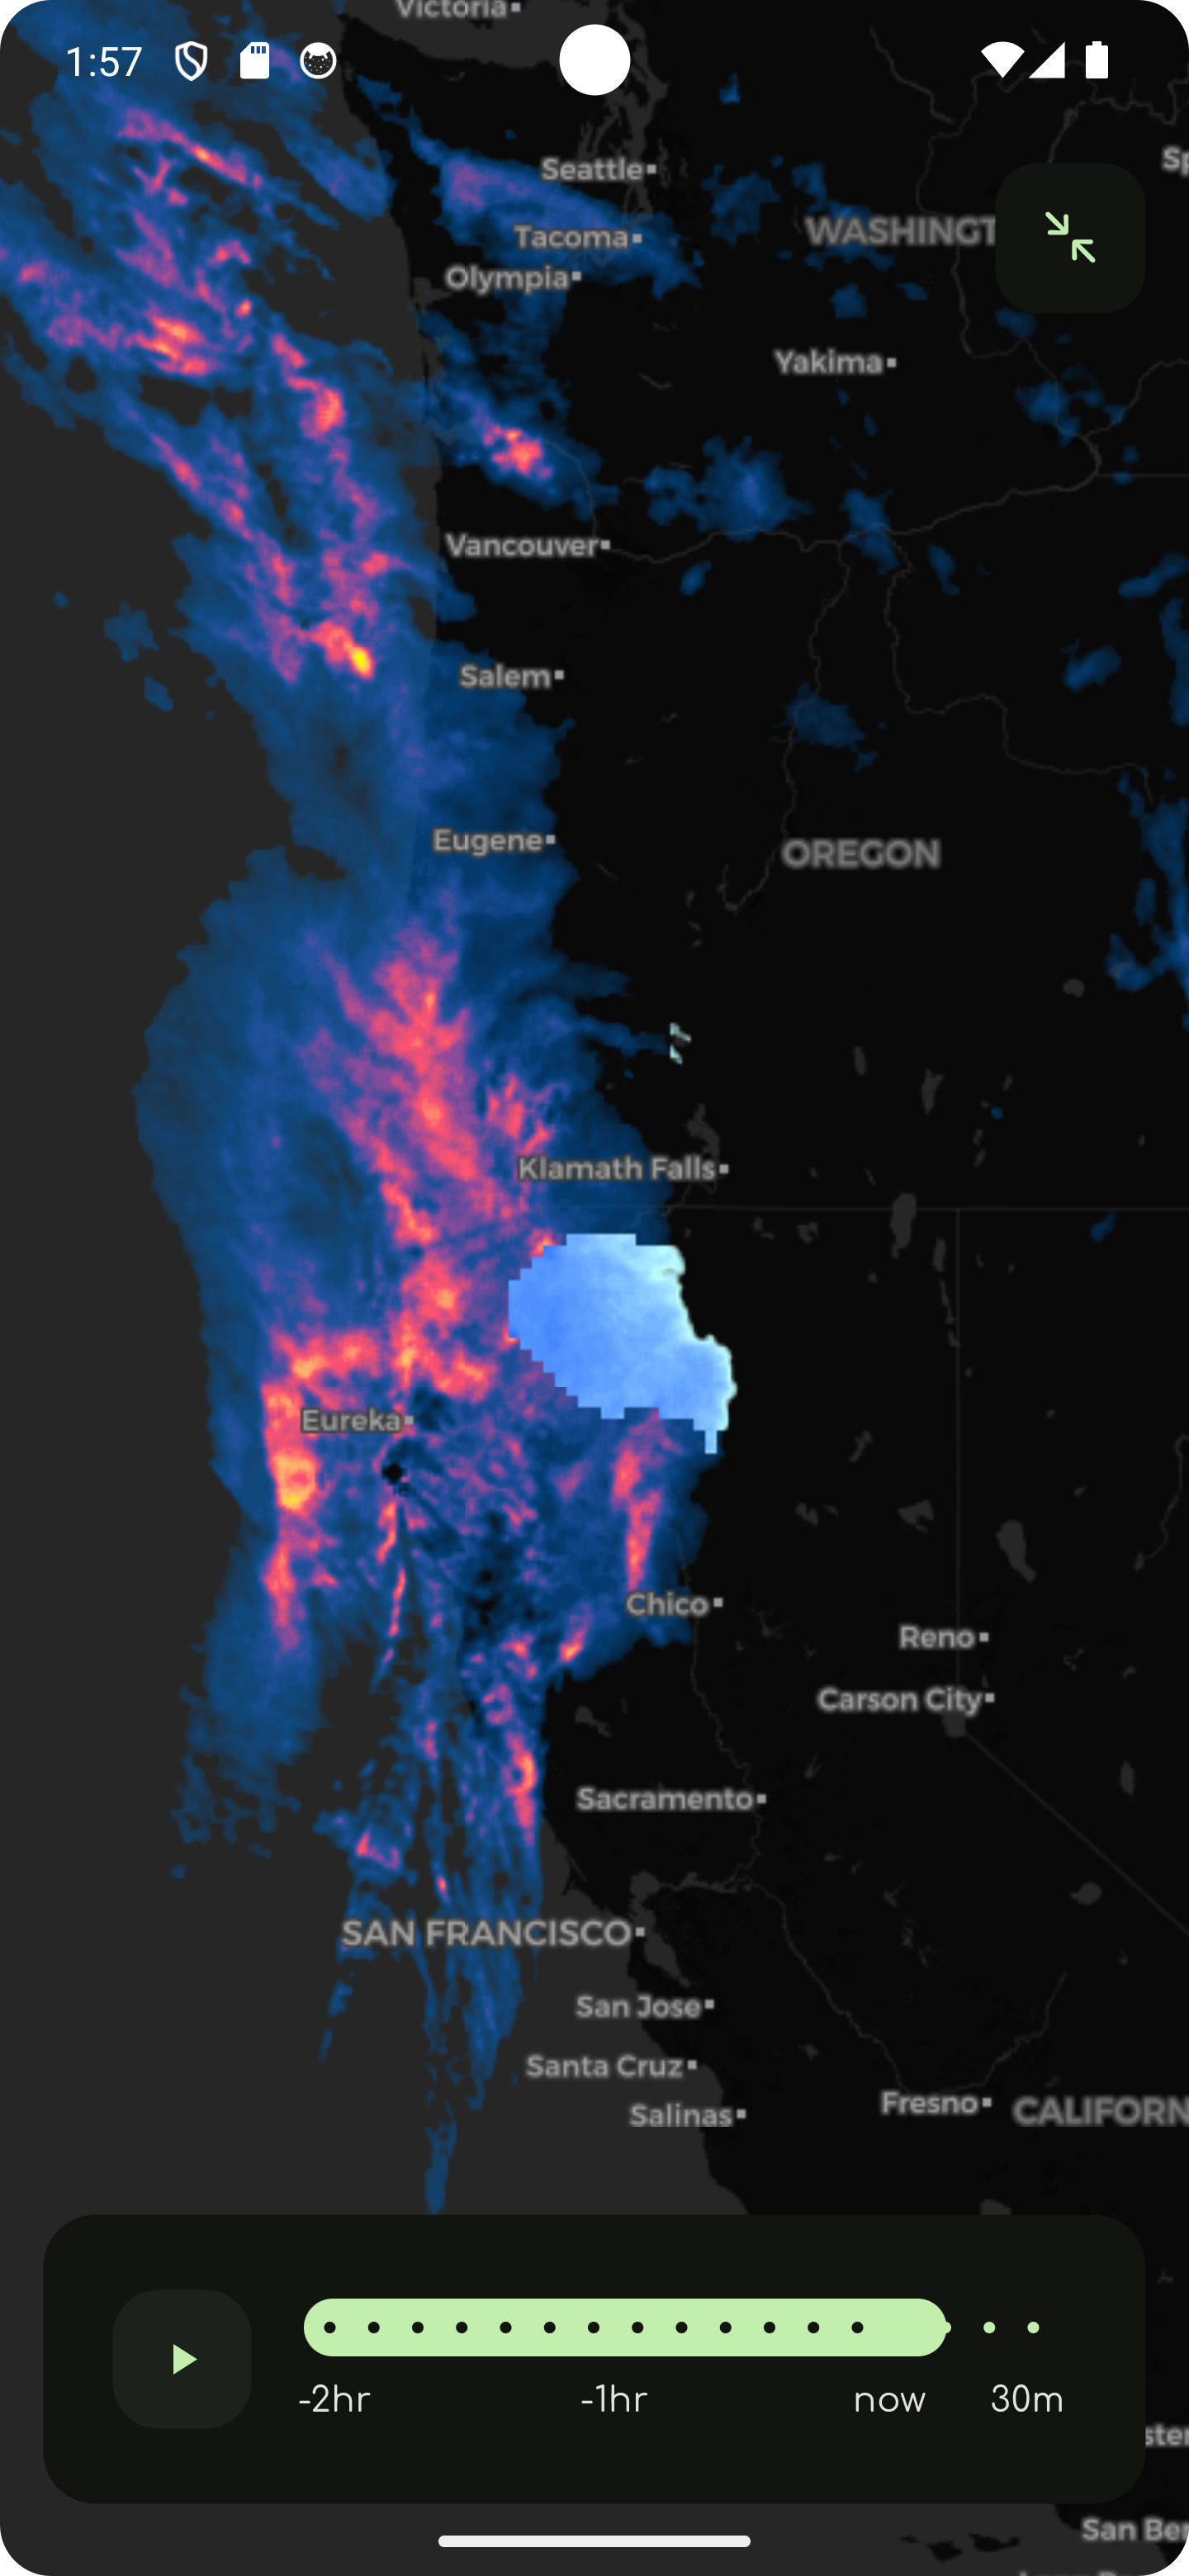 Victoria
1:57
Sp
Seattle
WASHINGT
Tacoma
Olympia
Yakima
Vancouver
Salem
Eugene
OREGON
Klamath Falls
Eureka
Chico
Reno
Carson City
Sacramento
SAN FRANCISCO
San Jose
Santa Cruz
Fresno
CALIFORN
Salinas
-2hr
-1hr
now
30m
ster
San Ber